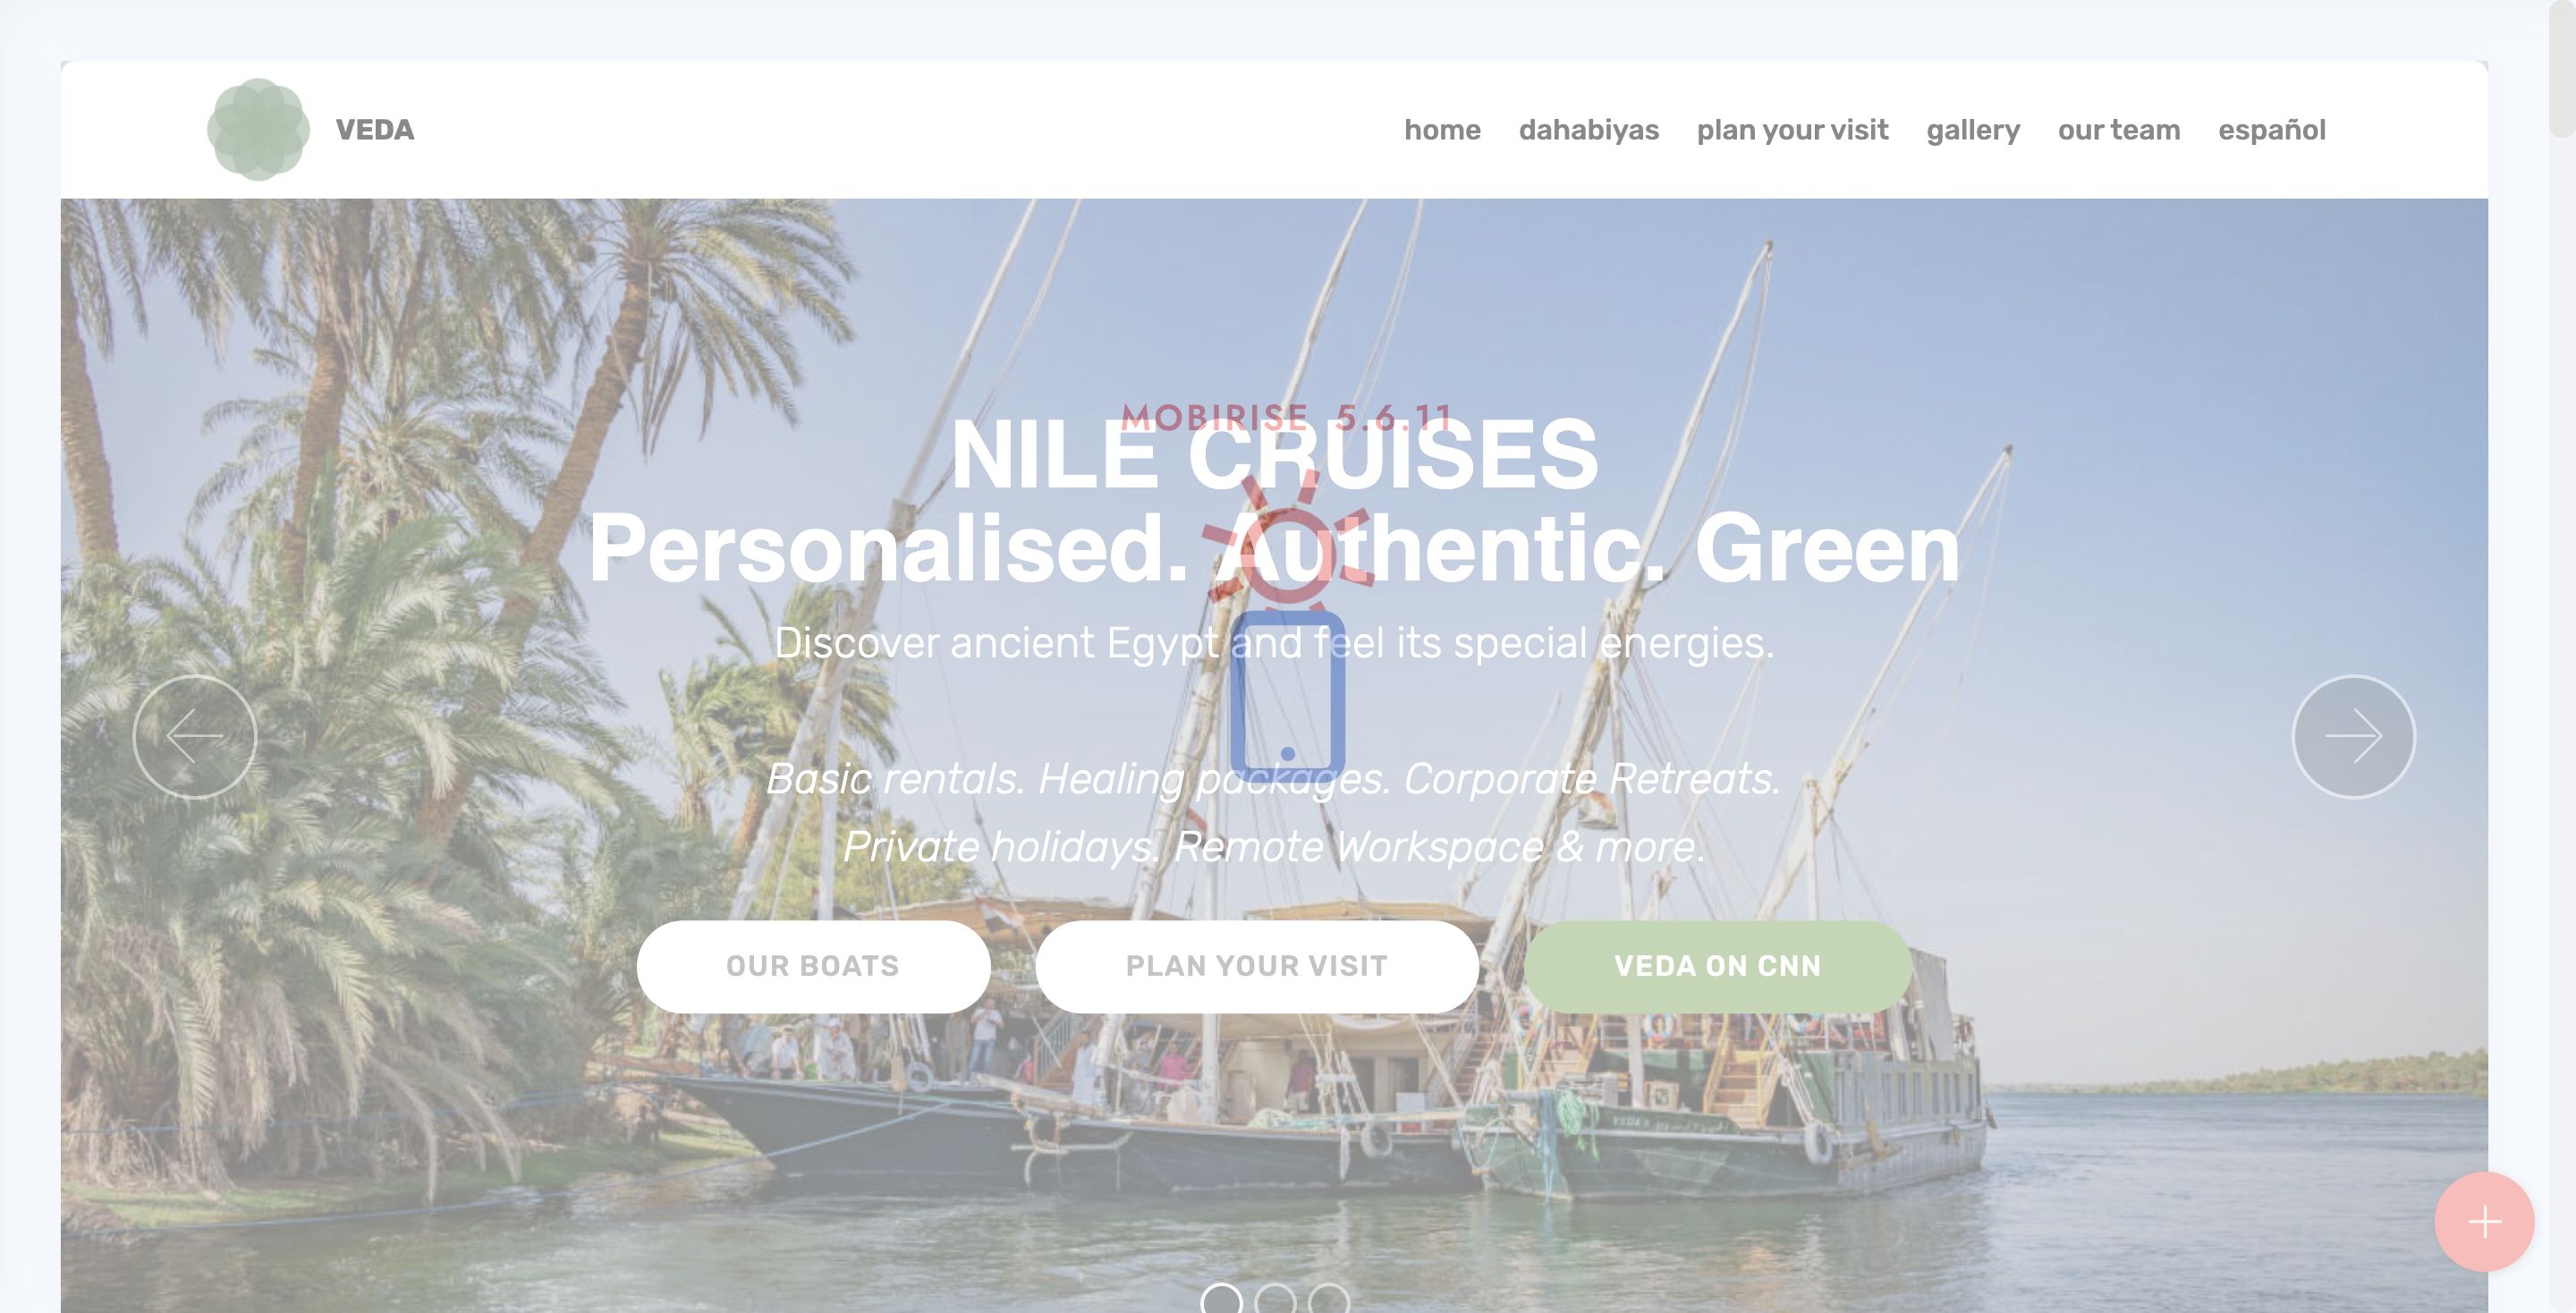 VEDA
home dahabiyas plan your visit gallery our team español
MOBIRISE 5.6.11
NILE CRUISES
Personalised. Authentic. Green
Discover ancient Egypt and feel its special energies.
Basic rentals. Healing packages. Corporate Retreats.
Private holidays. Remote Workspace & more.
OUR BOATS PLAN YOUR VISIT VEDA ON CNN